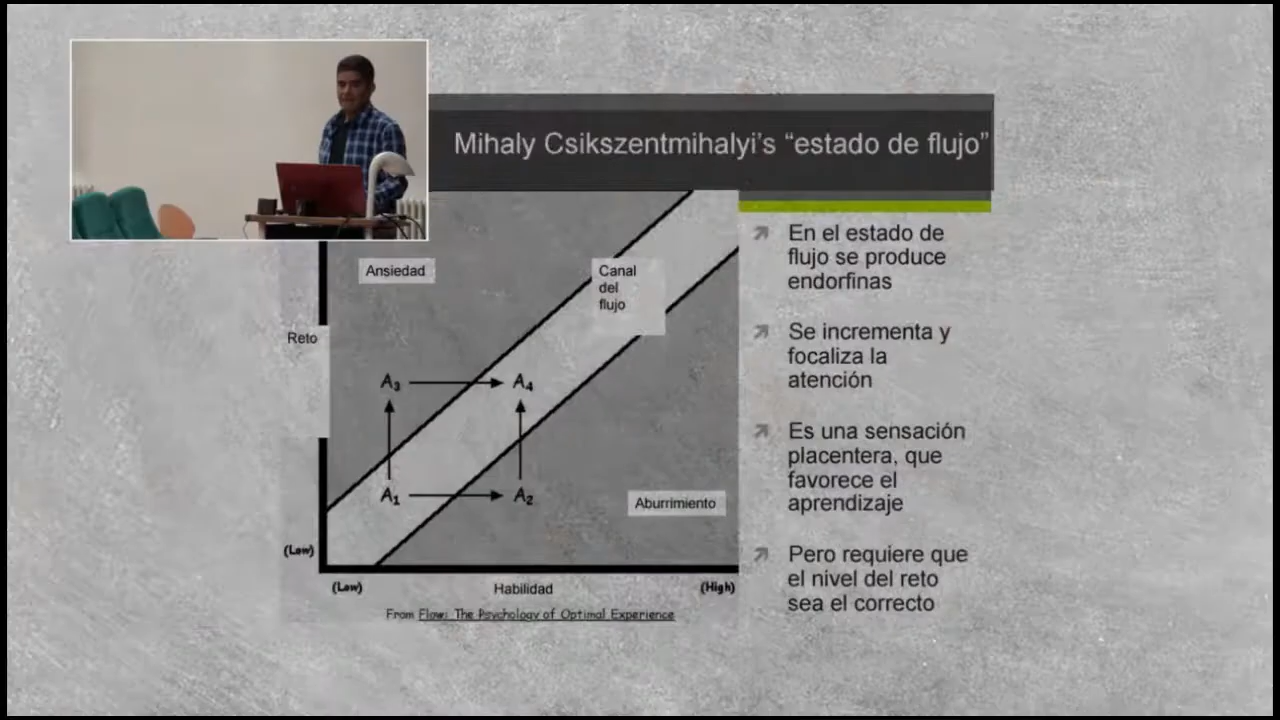 Mihaly Csikszentmihalyi's “estado de flujo”
Ansiedad
Canal
del
flujo
Reto
A3
A4
A1
A2
Aburrimiento
(Low)
(Low)
Habilidad
(High)
From Flow: The Psychology of Optimal Experience
En el estado de
flujo se produce
endorfinas
Se incrementa y
focaliza la
atención
Es una sensación
placentera, que
favorece el
aprendizaje
Pero requiere que
el nivel del reto
sea el correcto